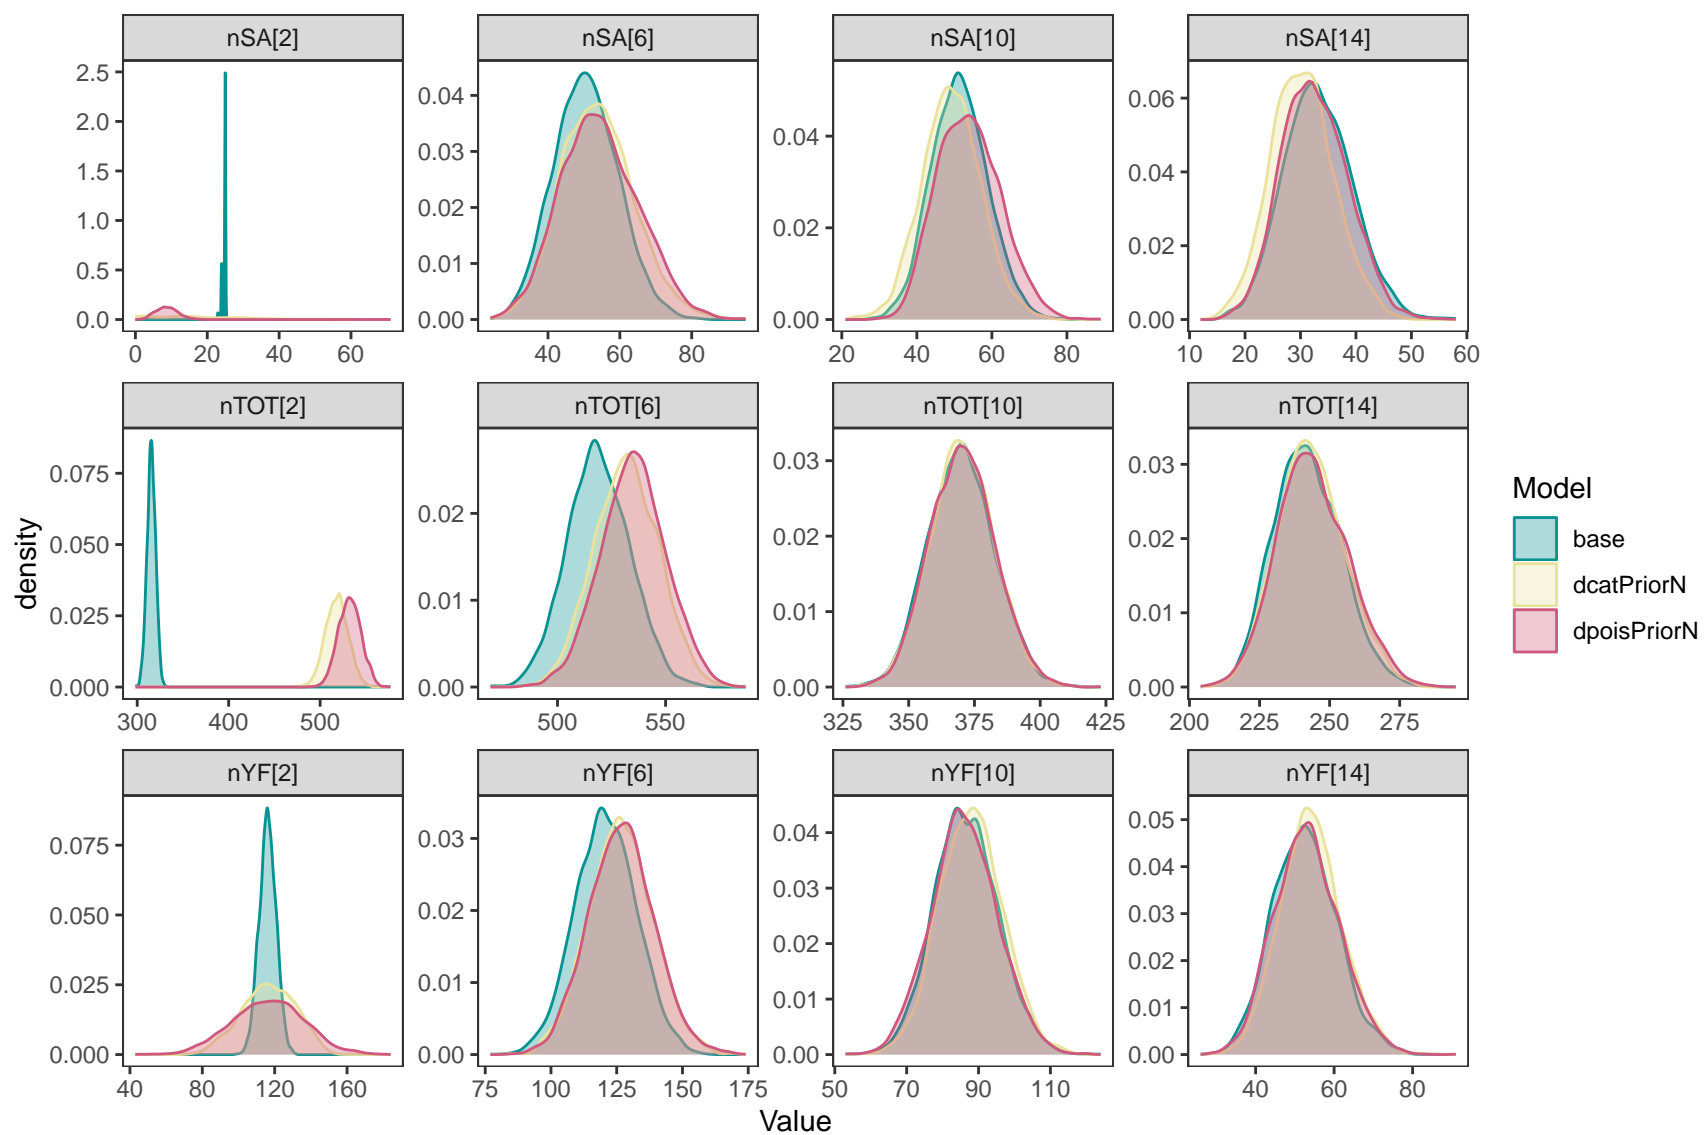 nSA[2] nSA[6] nSA[10] nSA[14]
2.5
2.0
1.5
1.0
0.5
0.0
0.04
0.03
0.02
0.01
0.00
0.04
0.02
0.00
0.06
0.04
0.02
0.00
0 20 40 60
40 60 80
20 40 60 80
10 20 30 40 50 60
nTOT[2] nTOT[6] nTOT[10] nTOT[14]
0.075
0.050
0.025
0.000
0.02
0.01
0.00
0.03
0.02
0.01
0.00
0.03
0.02
0.01
0.00
300 400 500
500 550
325 350 375 400 425
200 225 250 275
nYF[2] nYF[6] nYF[10] nYF[14]
0.075
0.050
0.025
0.000
0.03
0.02
0.01
0.00
0.04
0.03
0.02
0.01
0.00
0.05
0.04
0.03
0.02
0.01
0.00
40 80 120 160
75 100 125 150 175
50 70 90 110
40 60 80
density
Value
Model
base
dcatPriorN
dpoisPriorN